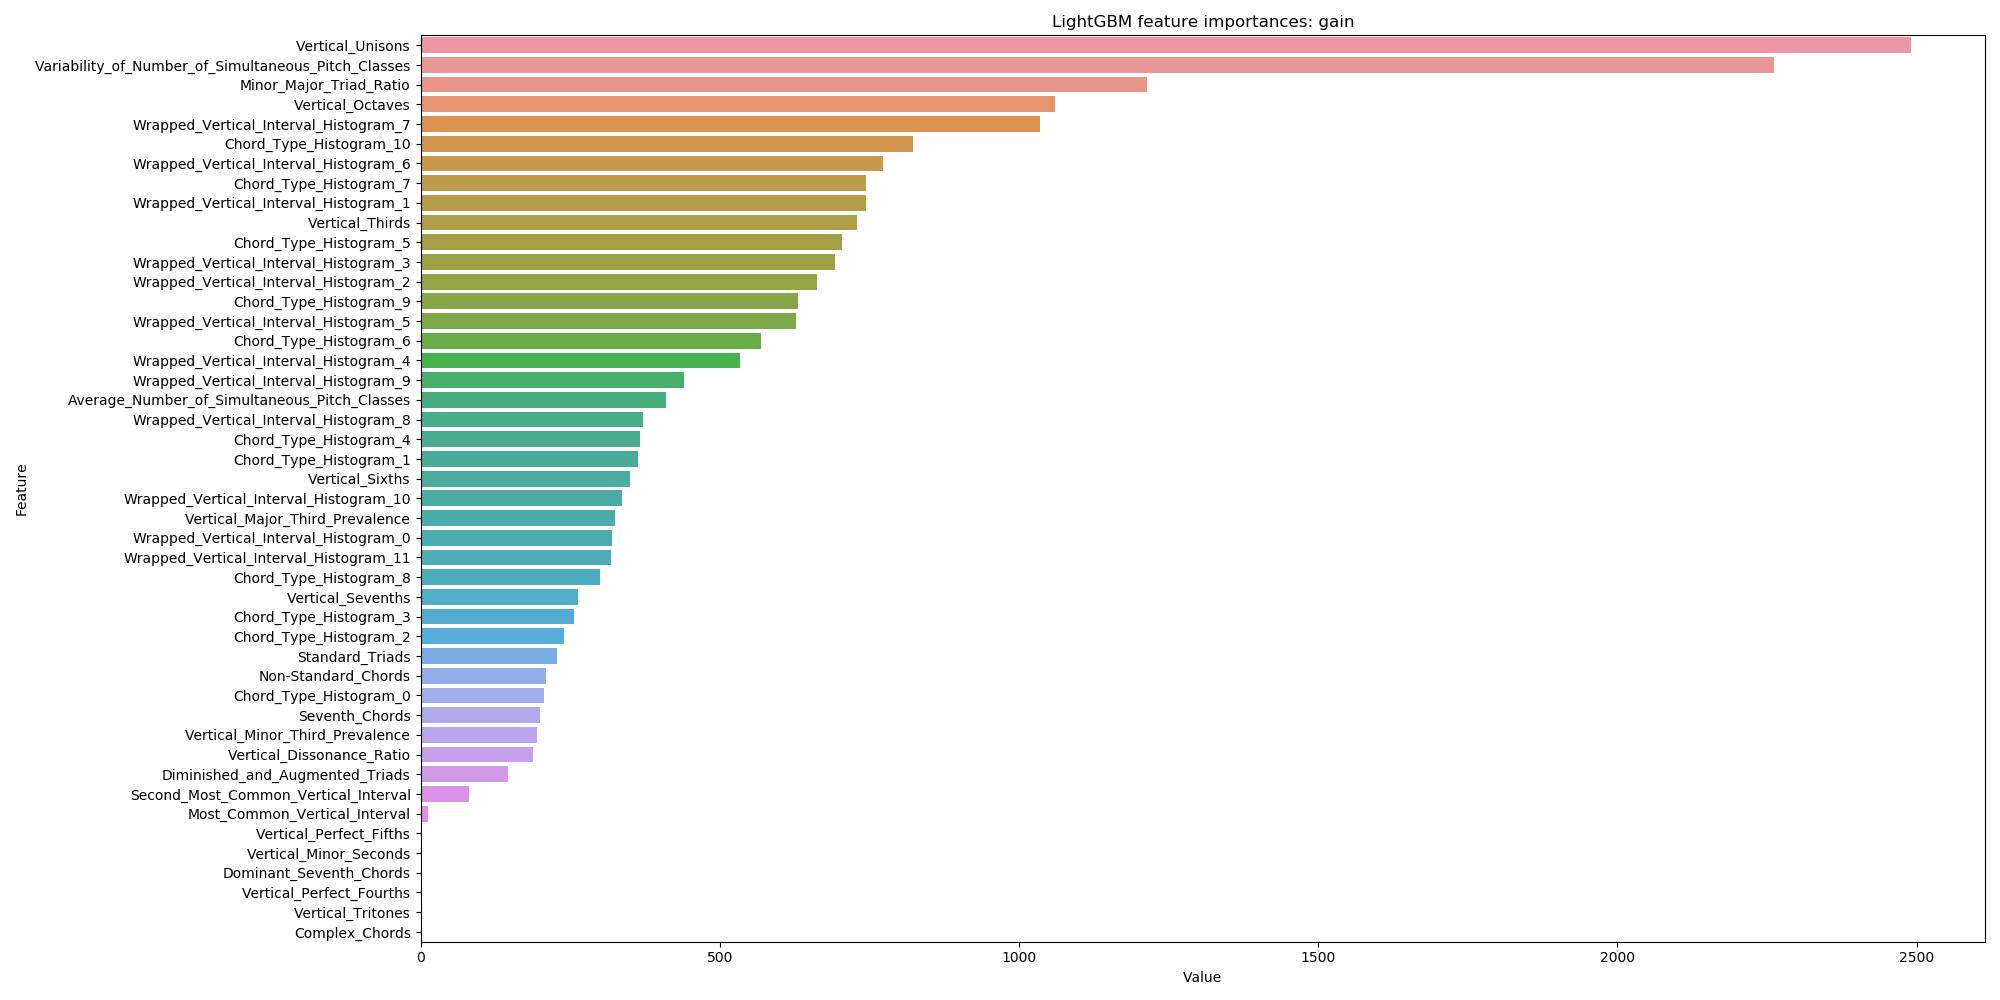 LightGBM feature importances: gain
Vertical_Unisons
Variability_of_Number_of_Simultaneous_Pitch_Classes
Minor_Major_Triad_Ratio
Vertical_Octaves
Wrapped_Vertical_Interval_Histogram_7
Chord_Type_Histogram_10
Wrapped_Vertical_Interval_Histogram_6
Chord_Type_Histogram_7
Wrapped_Vertical_Interval_Histogram_1
Vertical_Thirds
Chord_Type_Histogram_5
Wrapped_Vertical_Interval_Histogram_3
Wrapped_Vertical_Interval_Histogram_2
Chord_Type_Histogram_9
Wrapped_Vertical_Interval_Histogram_5
Chord_Type_Histogram_6
Wrapped_Vertical_Interval_Histogram_4
Wrapped_Vertical_Interval_Histogram_9
Average_Number_of_Simultaneous_Pitch_Classes
Wrapped_Vertical_Interval_Histogram_8
Chord_Type_Histogram_4
Chord_Type_Histogram_1
Vertical_Sixths
Wrapped_Vertical_Interval_Histogram_10
Vertical_Major_Third_Prevalence
Wrapped_Vertical_Interval_Histogram_0
Wrapped_Vertical_Interval_Histogram_11
Chord_Type_Histogram_8
Vertical_Sevenths
Chord_Type_Histogram_3
Chord_Type_Histogram_2
Standard_Triads
Non-Standard_Chords
Chord_Type_Histogram_0
Seventh_Chords
Vertical_Minor_Third_Prevalence
Vertical_Dissonance_Ratio
Diminished_and_Augmented_Triads
Second_Most_Common_Vertical_Interval
Most_Common_Vertical_Interval
Vertical_Perfect_Fifths
Vertical_Minor_Seconds
Dominant_Seventh_Chords
Vertical_Perfect_Fourths
Vertical_Tritones
Complex_Chords
Feature
0 500 1000 1500 2000 2500
Value